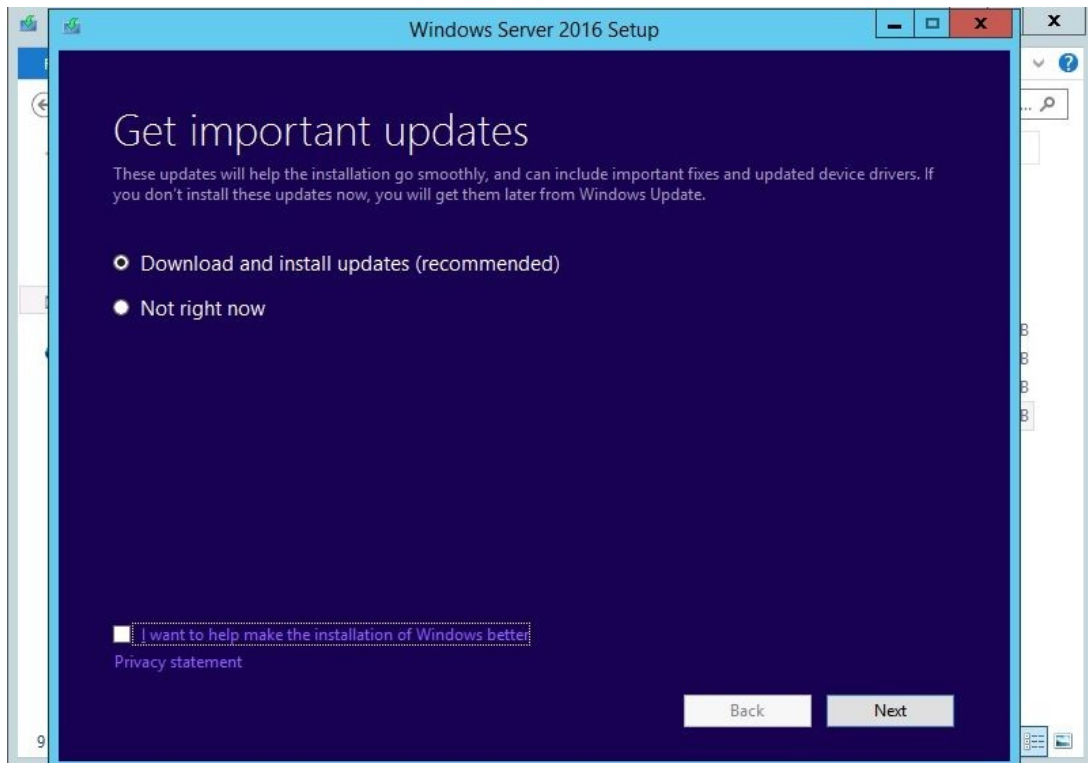 Windows Server 2016 Setup
Get important updates
These updates will help the installation go smoothly, and can include important fixes and updated device drivers. If
you don't install these updates now, you will get them later from Windows Update.
Download and install updates (recommended)
Not right now
B
B
B
B
I want to help make the installation of Windows better
Privacy statement
Back
Next
9